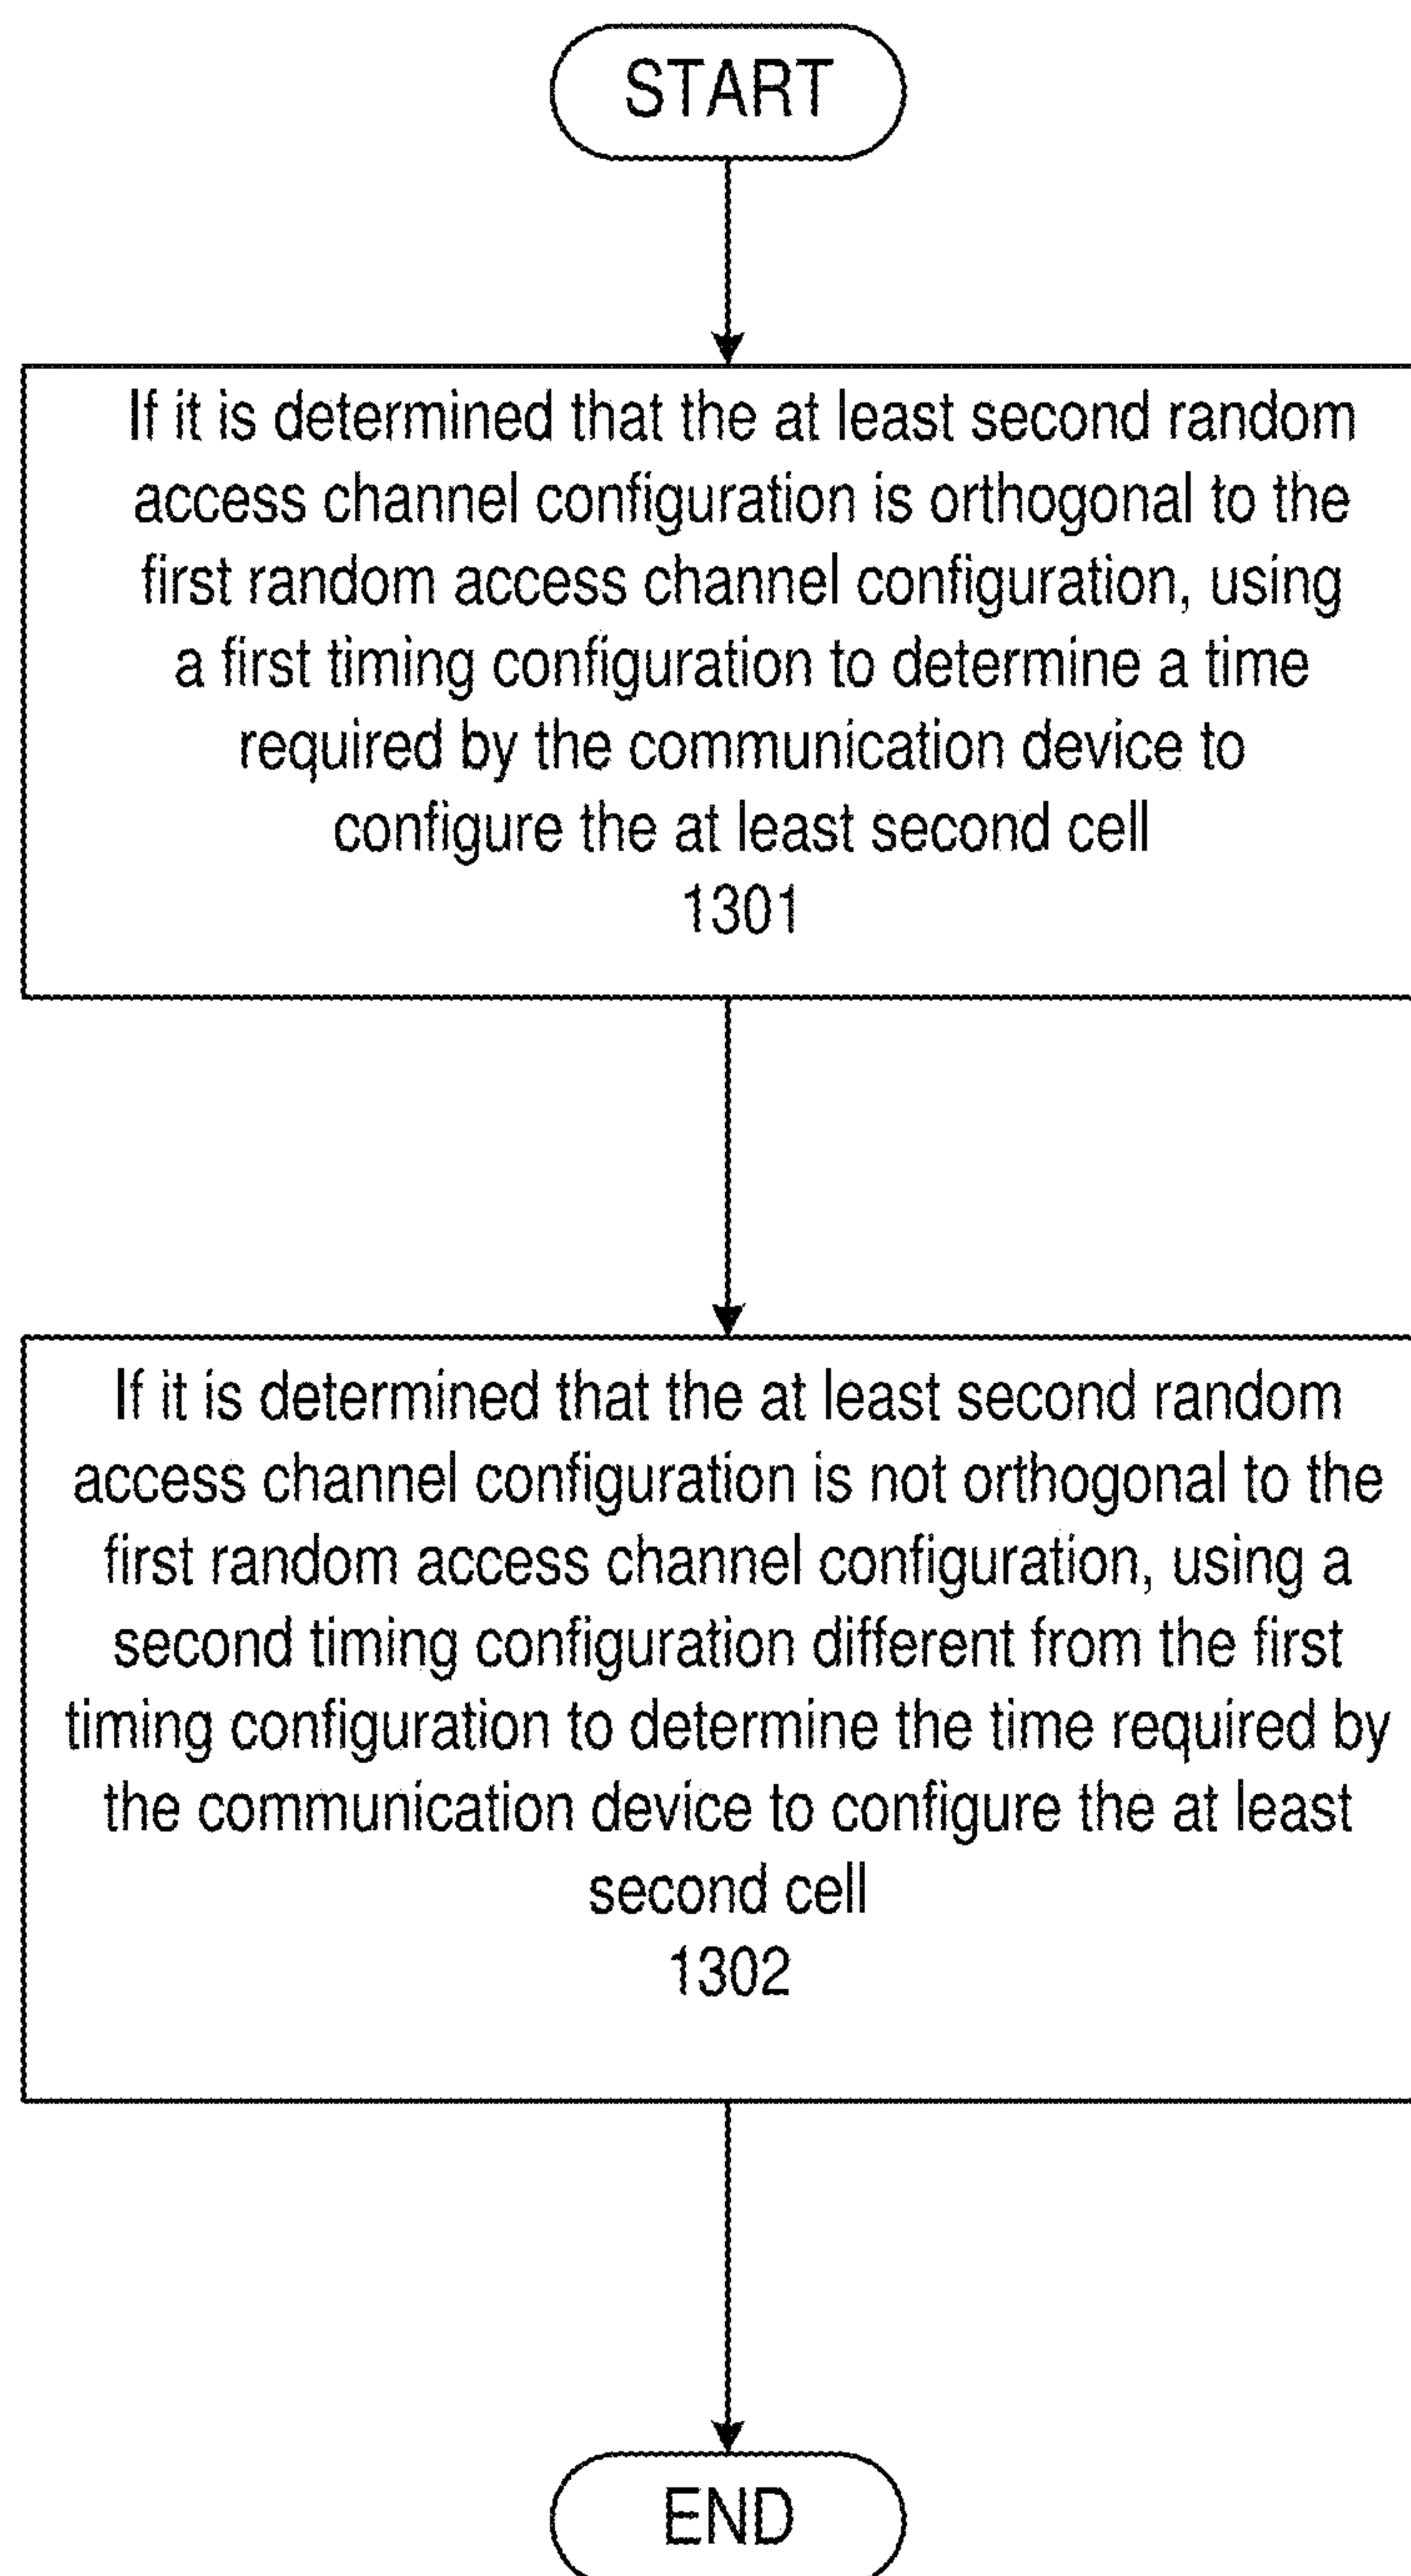 START
If it is determined that the at least second random
access channel configuration is orthogonal to the
first random access channel configuration, using
a first timing configuration to determine a time
required by the communication device to
configure the at least second cell
1301
If it is determined that the at least second random
access channel configuration is not orthogonal to the
first random access channel configuration, using a
second timing configuration different from the first
timing configuration to determine the time required by
the communication device to configure the at least
second cell
1302
END